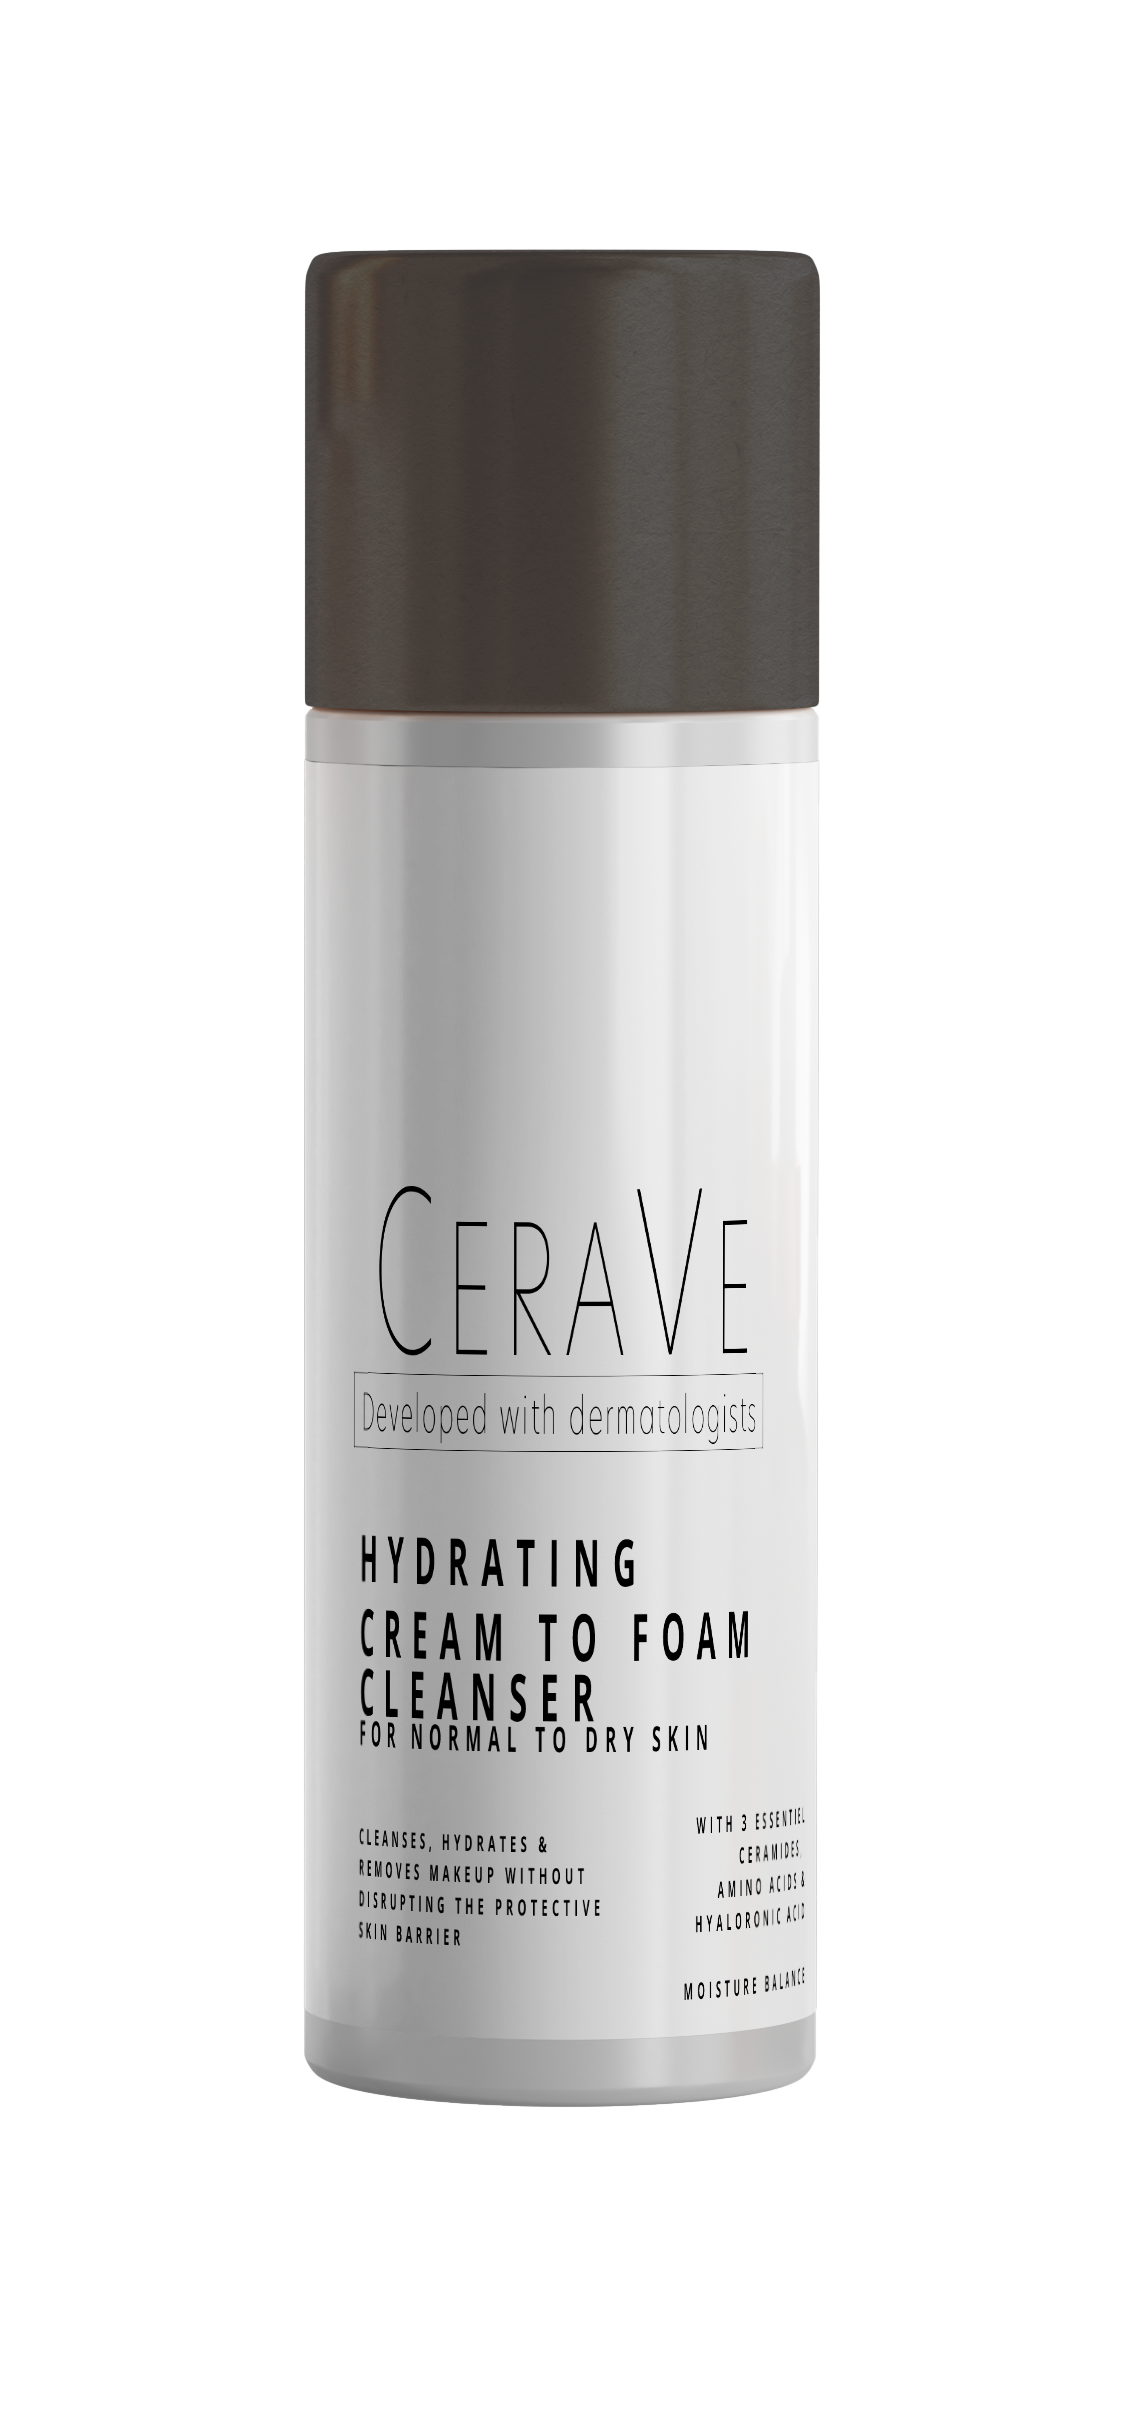 CERAVE
Developed with dermatologists
HYDRATING
CREAM TO FOAM
CLEANSER
FOR NORMAL TO DRY SKIN
CLEANSES, HYDRATES &
REMOVES MAKEUP WITHOUT
DISRUPTING THE PROTECTIVE
SKIN BARRIER
WITH 3 ESSENTIEL
CERAMIDES,
AMINO ACIDS &
HYALORONIC ACID
MOISTURE BALANCE